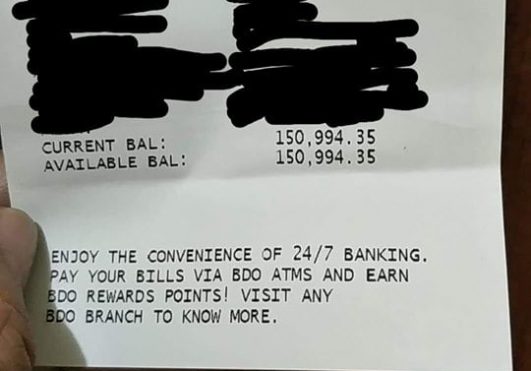 CURRENT BAL: 150,994.35
AVAILABLE BAL: 150,994.35
ENJOY THE CONVENIENCE OF 24/7 BANKING.
PAY YOUR BILLS VIA BDO ATMS AND EARN
BDO REWARDS POINTS! VISIT ANY
BDO BRANCH TO KNOW MORE.